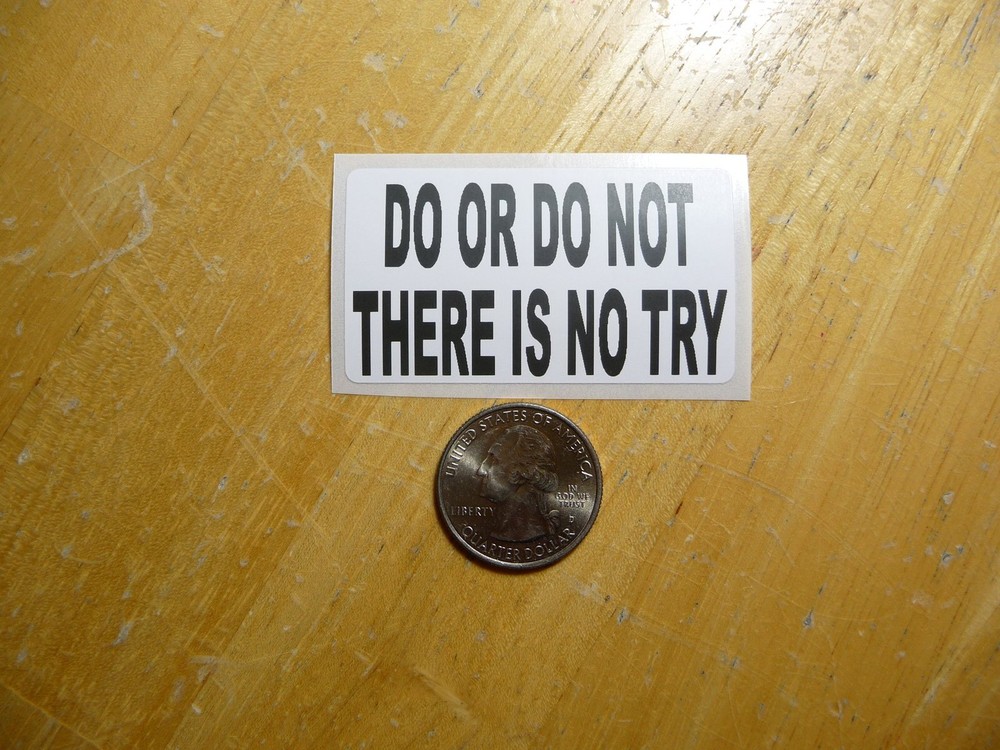 DO OR DO NOT
THERE IS NO TRY
UNITED STATES OF AMERICA
IN
GOD WE
TRUST
LIBERTY
D
QUARTER DOLLAR